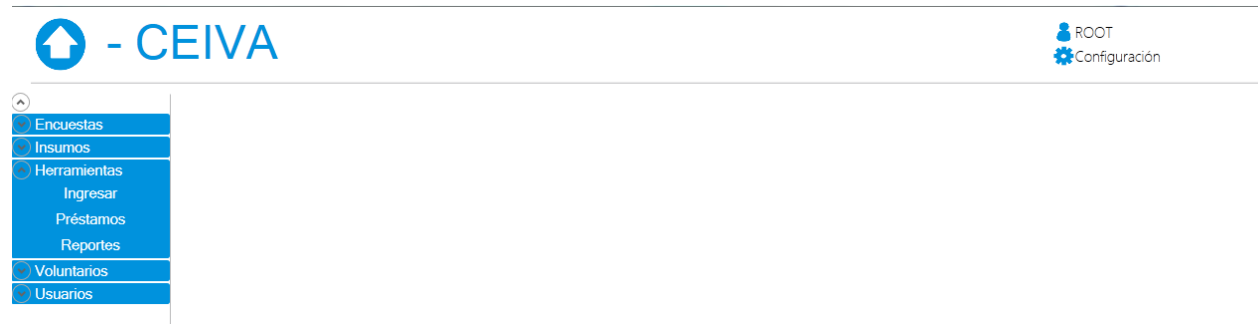 - CEIVA
ROOT
Configuración
Encuestas
Insumos
Herramientas
Ingresar
Préstamos
Reportes
Voluntarios
Usuarios